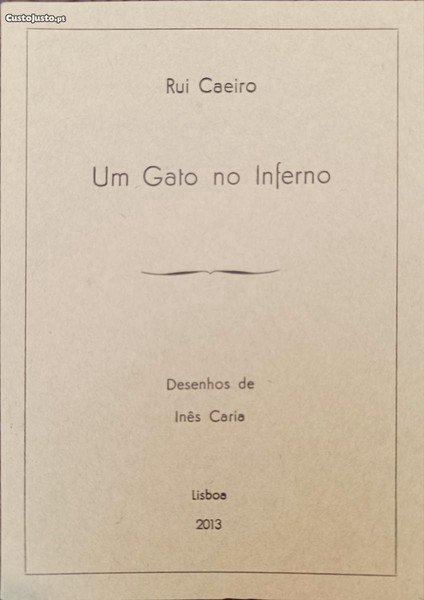 CustoJusto.pt
Rui Caeiro
Um Gato no Inferno
Desenhos de
Inês Caria
Lisboa
2013